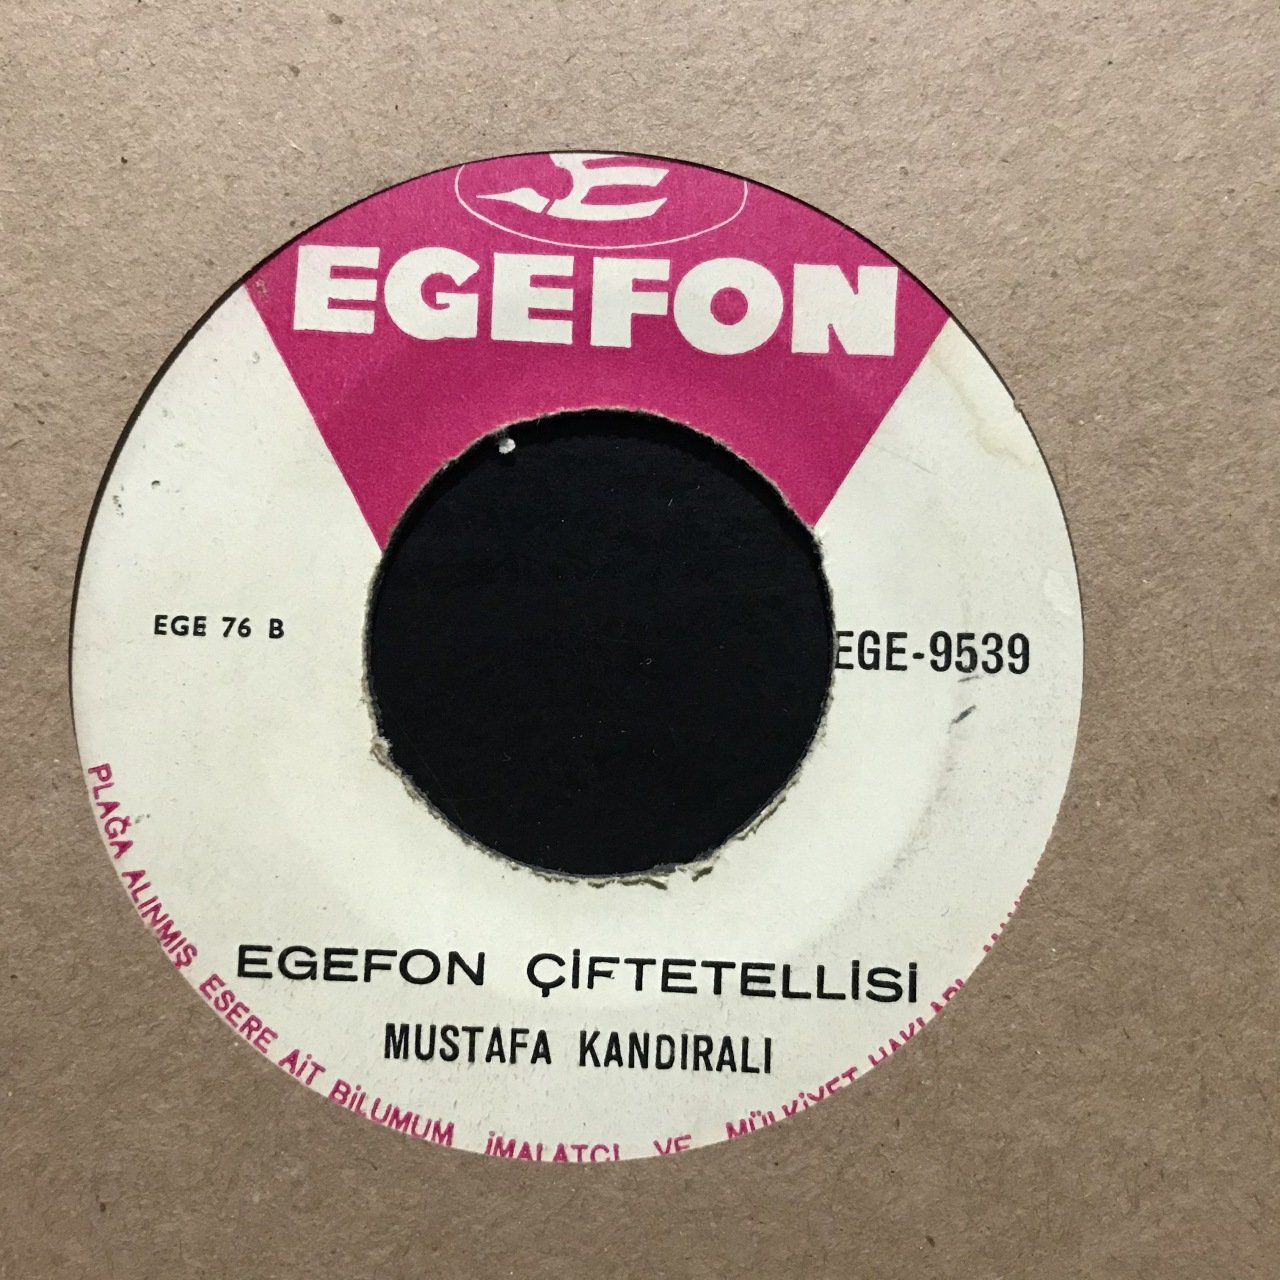 EGEFON
EGE 76 B
EGE-9539
EGEFON ÇİFTETELLİSİ
MUSTAFA KANDIRALI
PLAĞA ALINMIŞ ESERE AİT BİLUMUM İMALATÇI VE MÜLKİYET HAKLARI